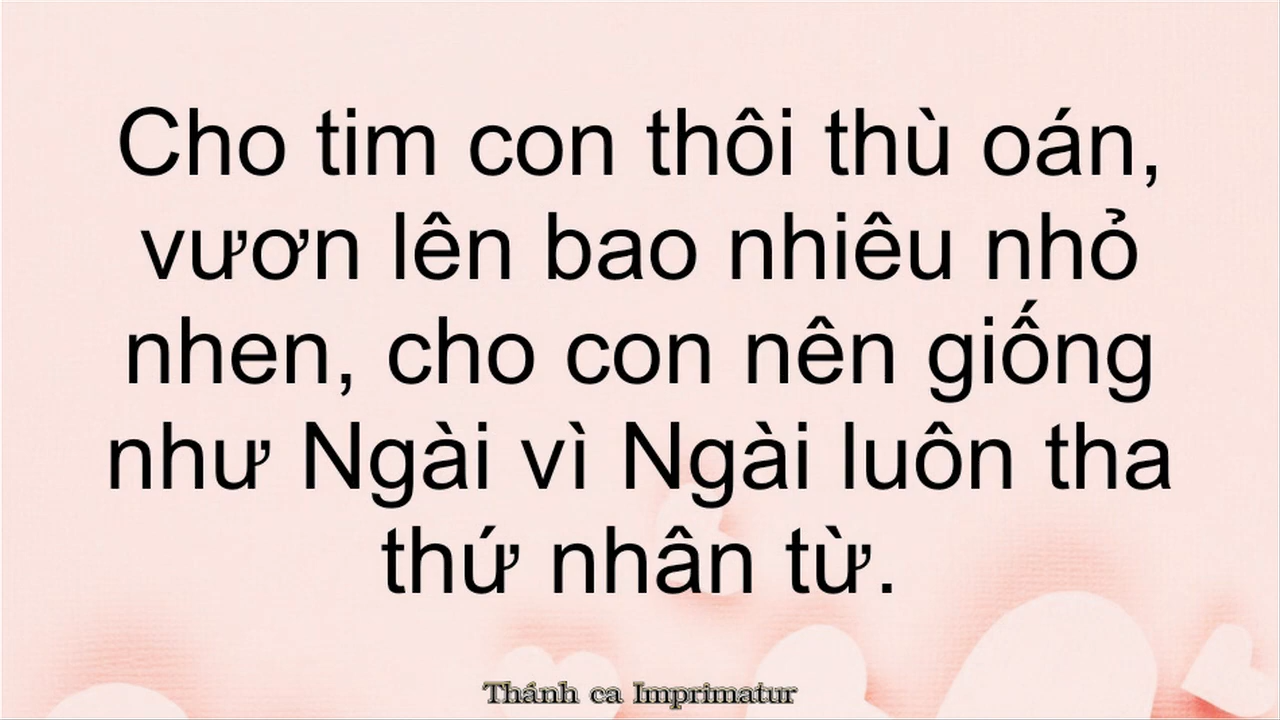 Cho tim con thôi thù oán,
vươn lên bao nhiêu nhỏ
nhen, cho con nên giống
như Ngài vì Ngài luôn tha
thứ nhân từ.
Thánh ca Imprimatur